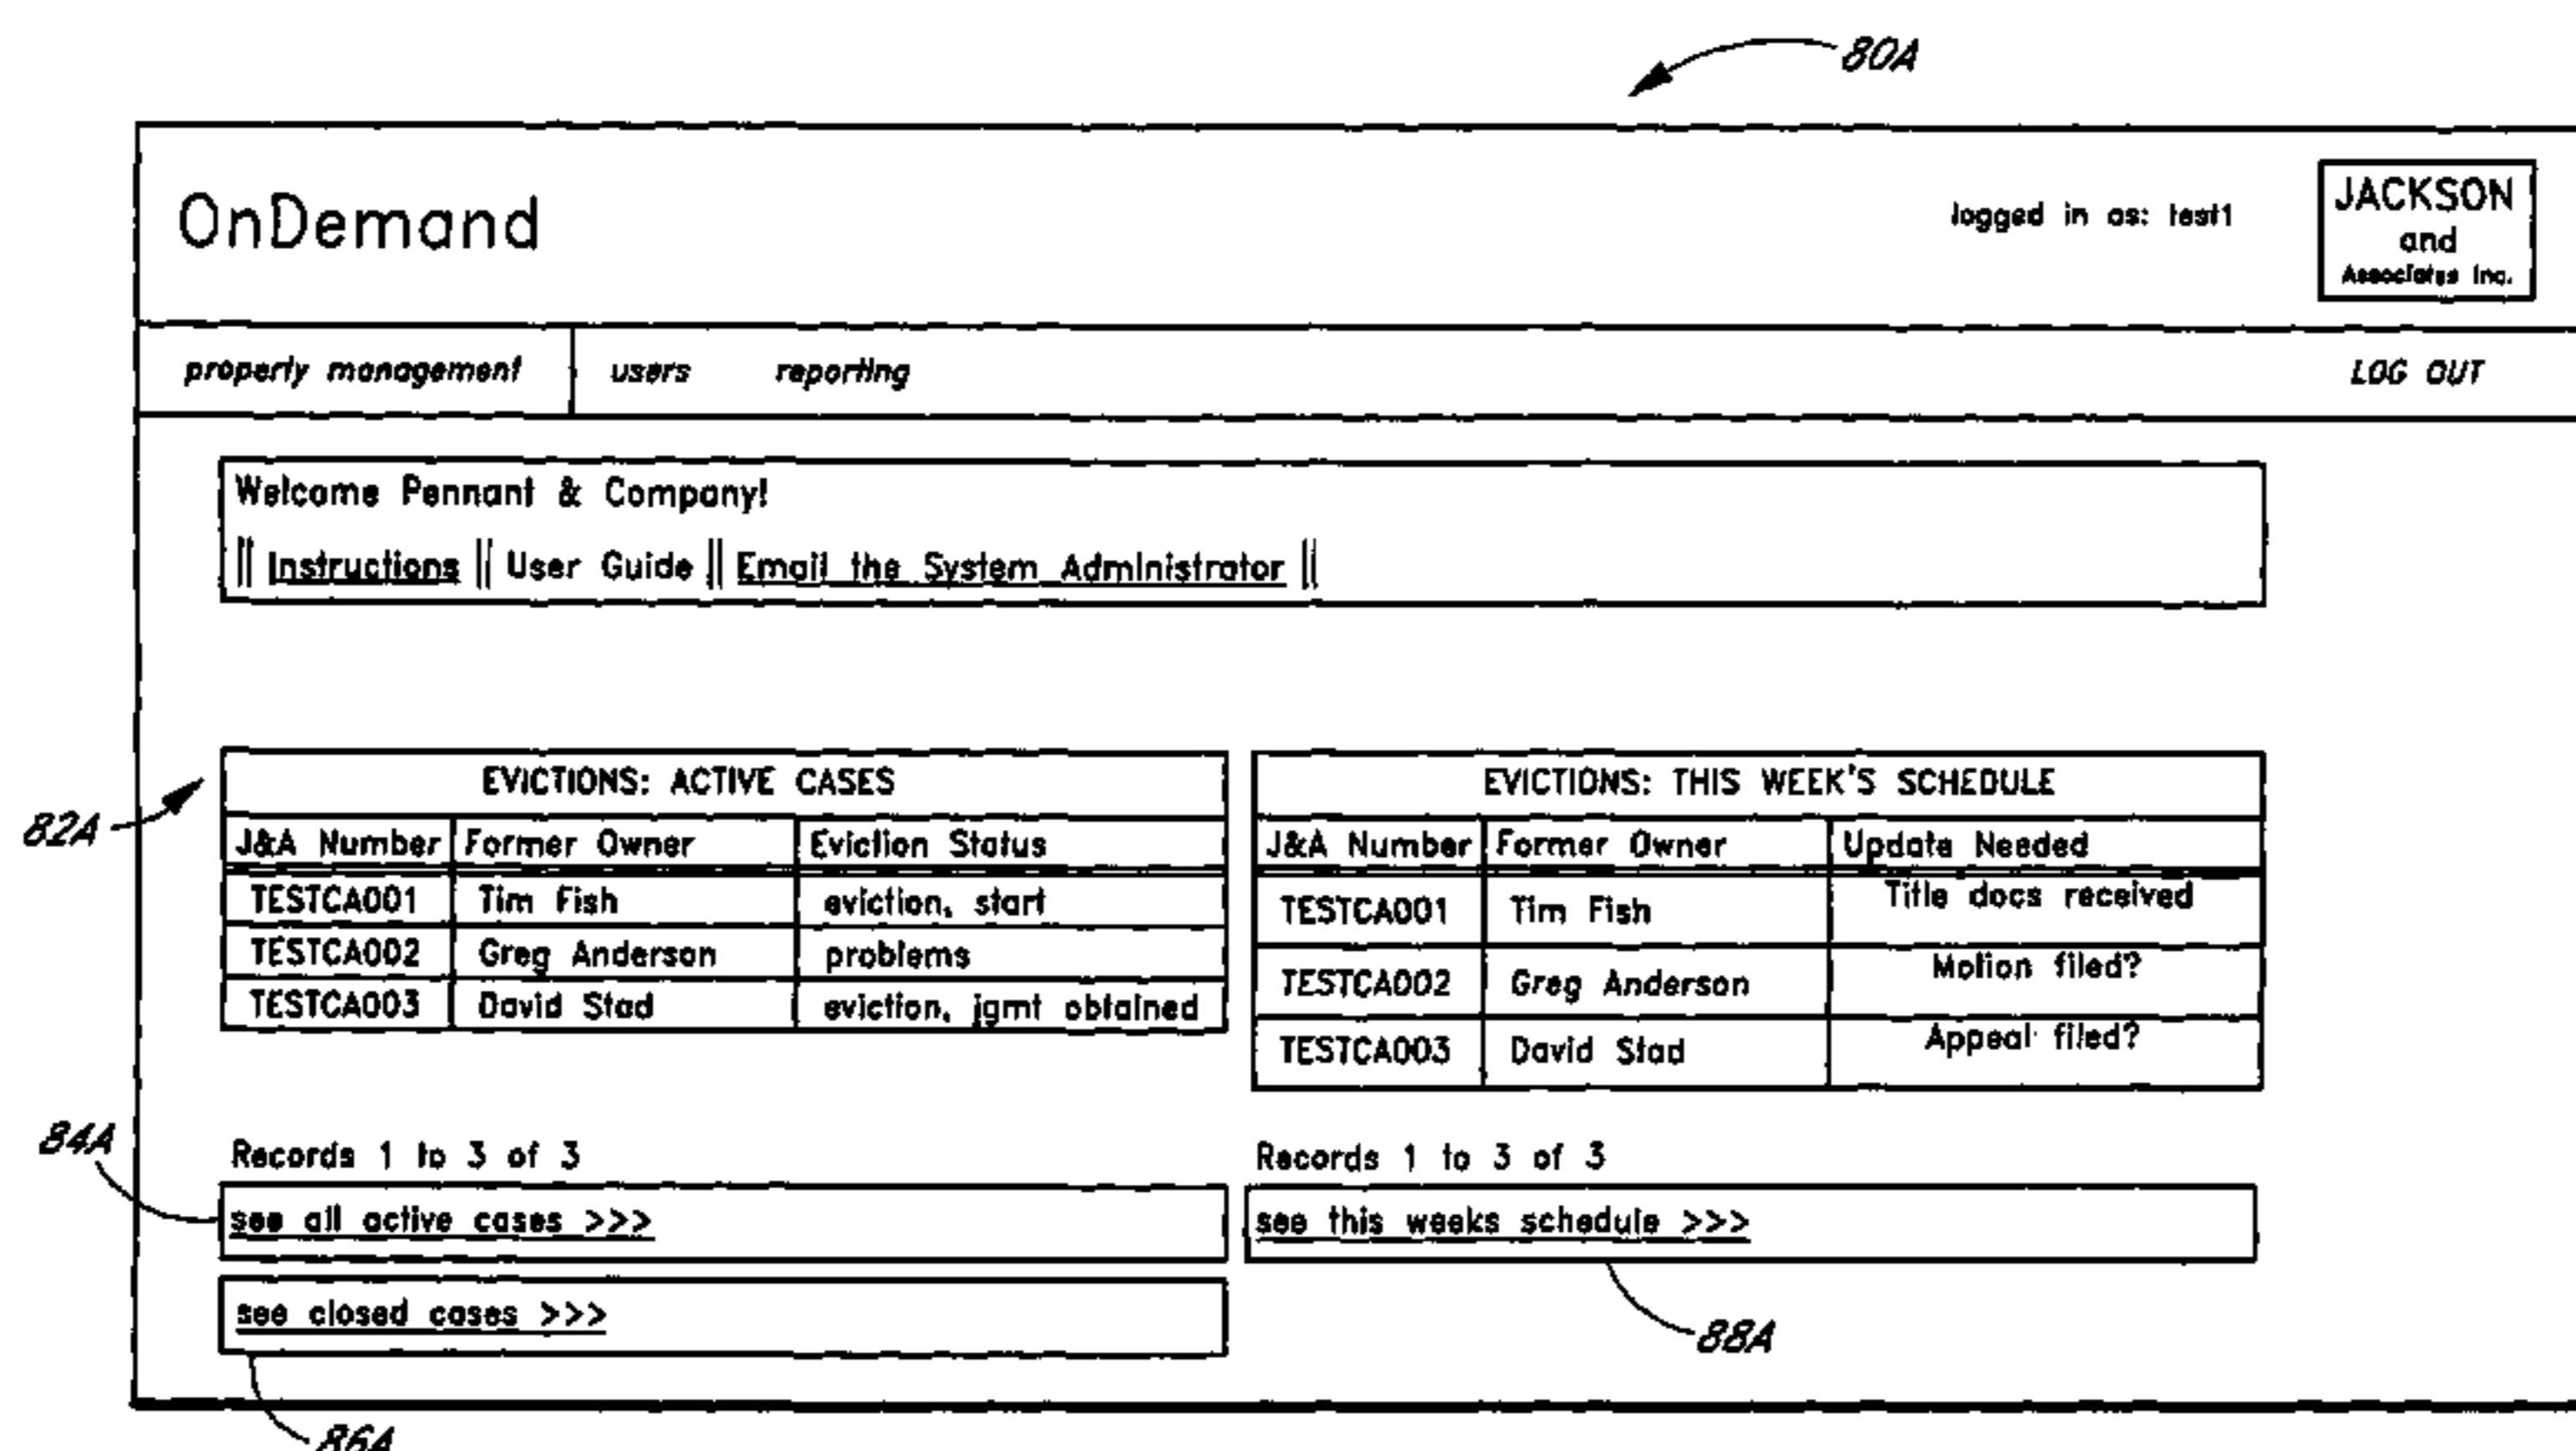 80A
OnDemand
logged in as: test1
JACKSON
and
Associates Inc.
property management users reporting LOG OUT
Welcome Pennant & Company!
|| Instructions || User Guide || Email the System Administrator ||
82A
EVICTIONS: ACTIVE CASES
J&A Number Former Owner Eviction Status
TESTCA001 Tim Fish eviction, start
TESTCA002 Greg Anderson problems
TESTCA003 David Stad eviction, jgmt obtained
EVICTIONS: THIS WEEK'S SCHEDULE
J&A Number Former Owner Update Needed
TESTCA001 Tim Fish Title docs received
TESTCA002 Greg Anderson Motion filed?
TESTCA003 David Stad Appeal filed?
84A
Records 1 to 3 of 3
see all active cases >>>
see closed cases >>>
86A
Records 1 to 3 of 3
see this weeks schedule >>>
88A